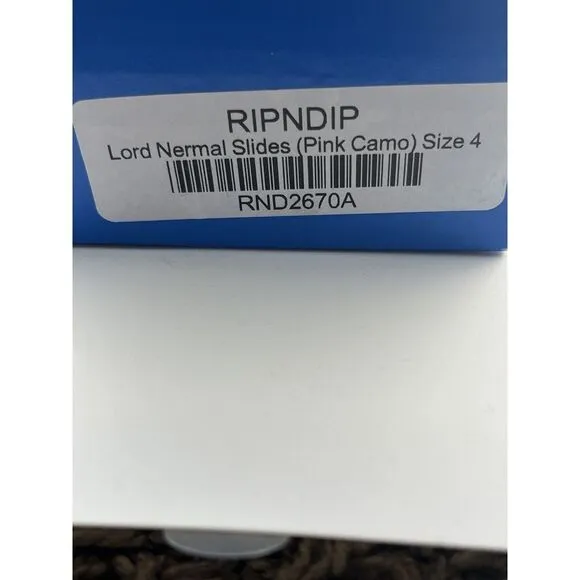 RIPNDIP
Lord Nermal Slides (Pink Camo) Size 4
RND2670A